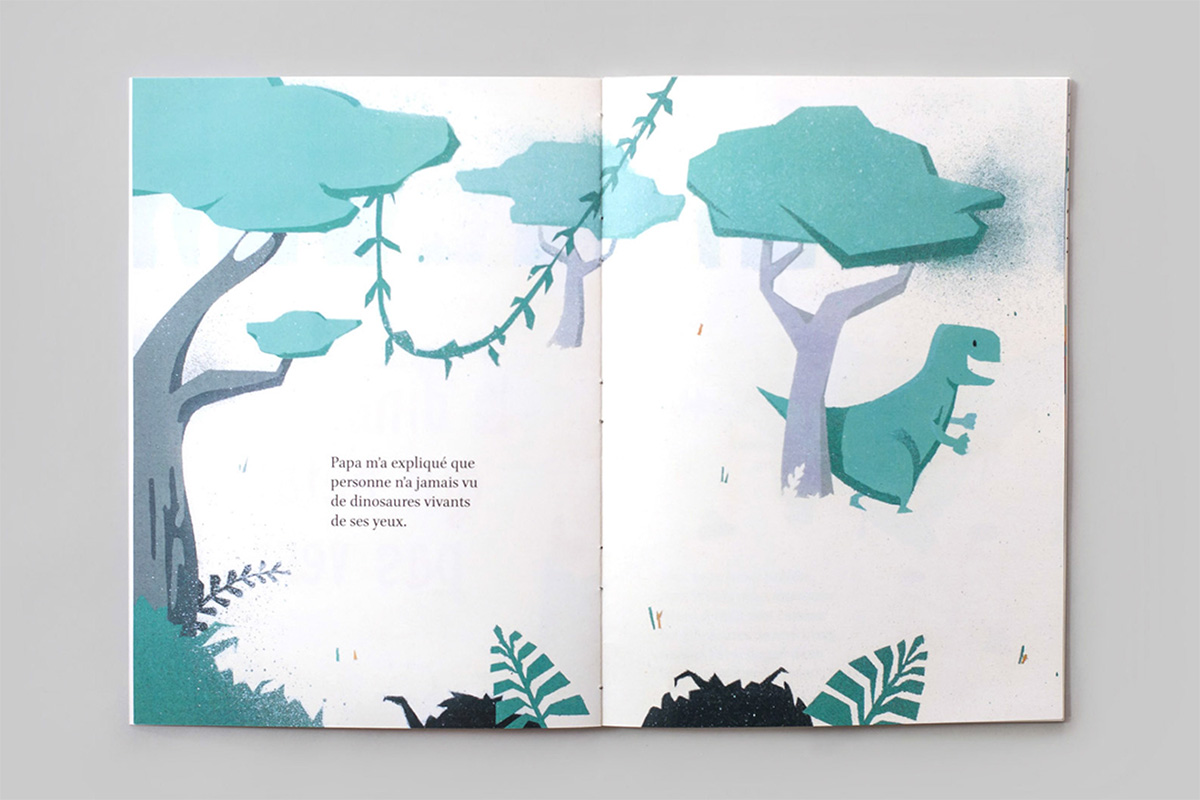 Papa m'a expliqué que
personne n'a jamais vu
de dinosaures vivants
de ses yeux.